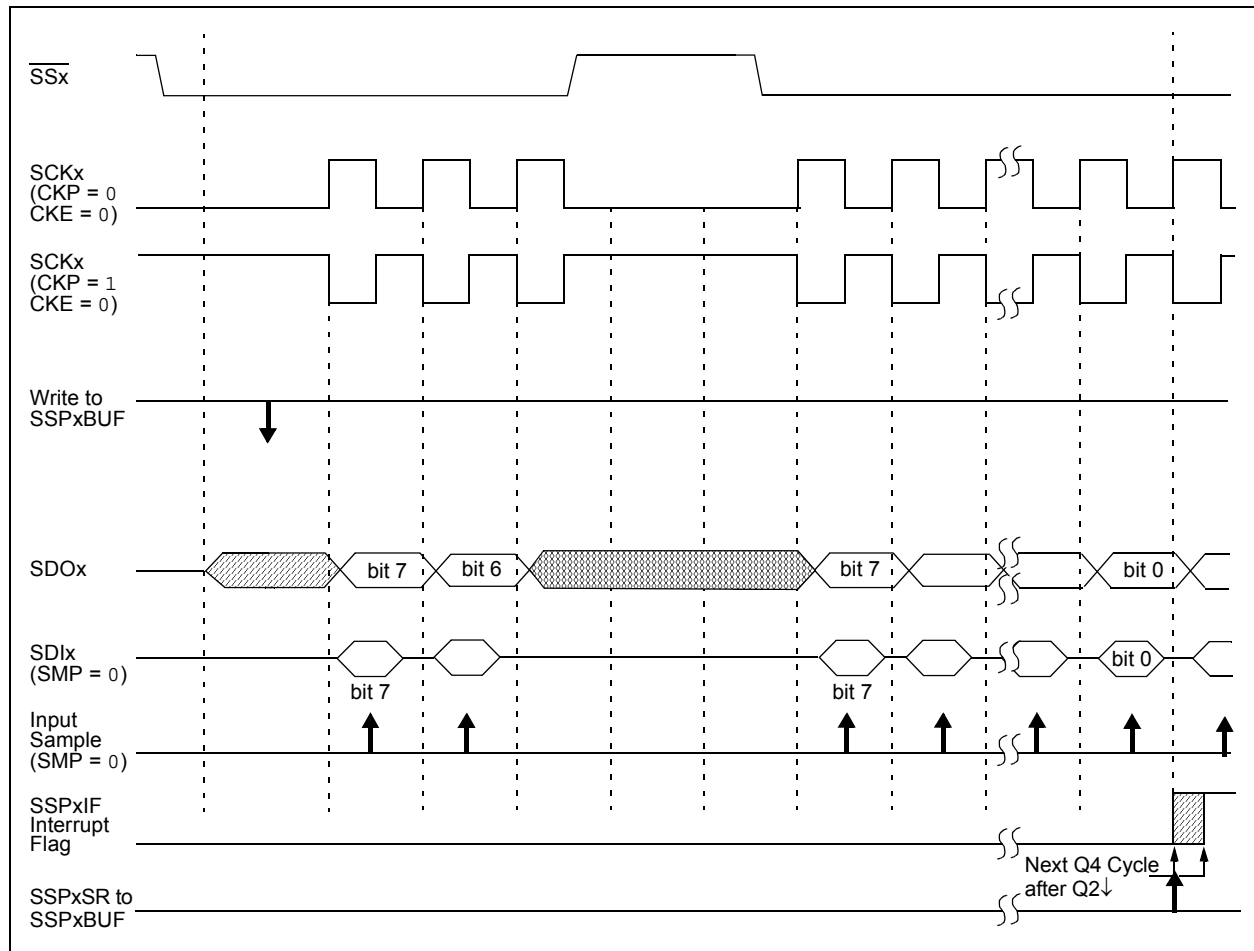 SSx
SCKx
(CKP = 0
CKE = 0)
SCKx
(CKP = 1
CKE = 0)
Write to
SSPxBUF
SDOx
bit 7
bit 6
bit 7
bit 0
SDIx
(SMP = 0)
bit 0
bit 7
bit 7
Input
Sample
(SMP = 0)
SSPxIF
Interrupt
Flag
Next Q4 Cycle
after Q2↓
SSPxSR to
SSPxBUF